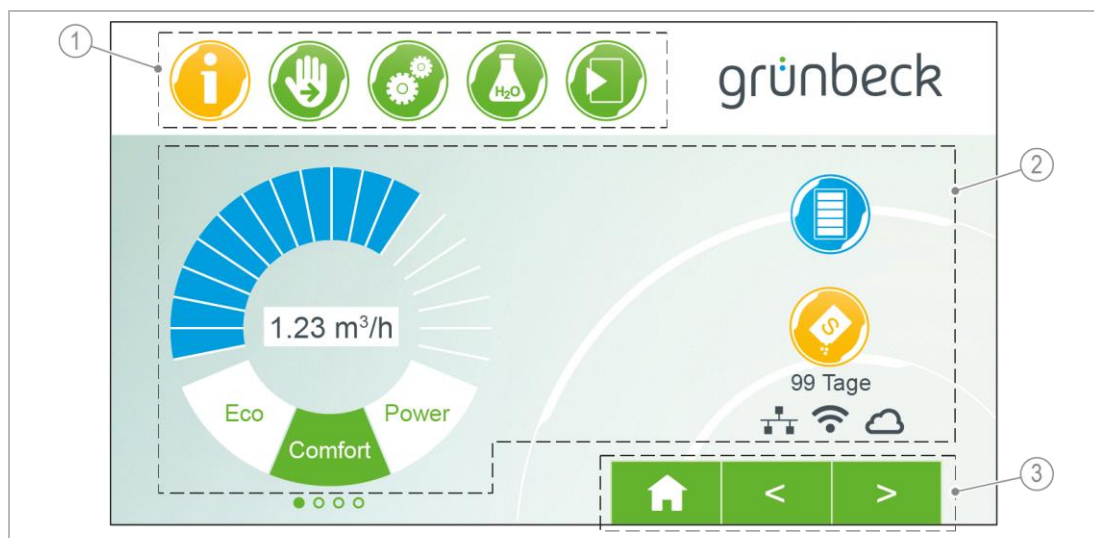 1
i
H₂O
grünbeck
2
1.23 m³/h
S
99 Tage
Eco
Power
Comfort
3
<
>